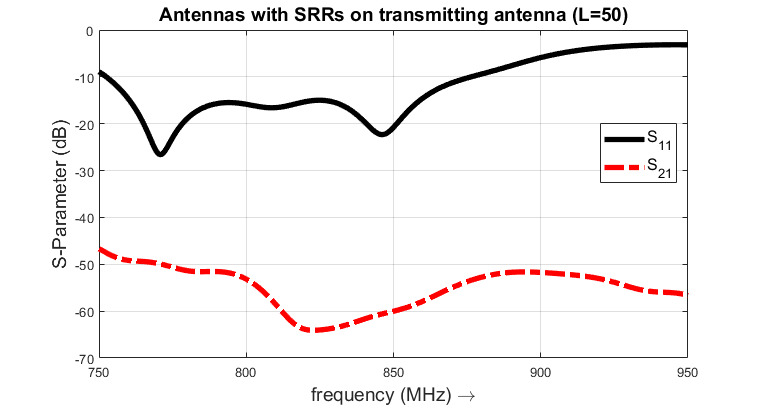 Antennas with SRRs on transmitting antenna (L=50)
S-Parameter (dB)
0
-10
-20
-30
-40
-50
-60
-70
S11
S21
750
800
850
900
950
frequency (MHz) →